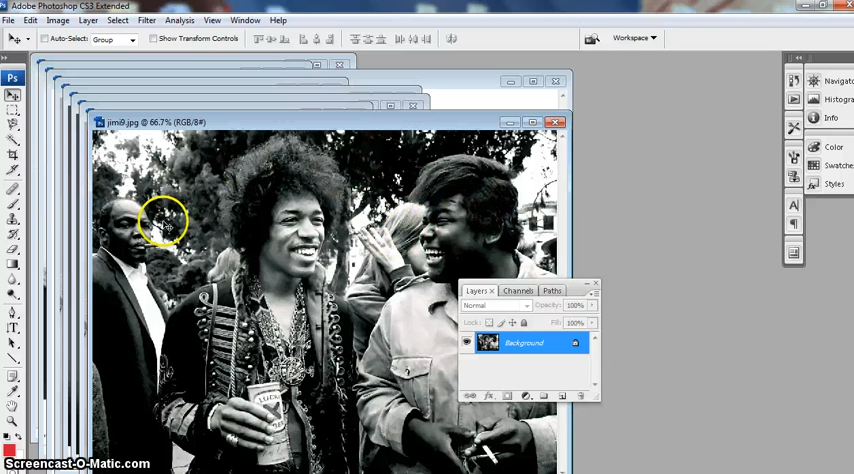 Adobe Photoshop CS3 Extended
File Edit Image Layer Select Filter Analysis View Window Help
Auto-Select: Group Show Transform Controls Workspace
Ps
jimi9.jpg @ 66.7% (RGB/8#)
Navigato
Histogra
Info
Color
Swatche
Styles
Layers Channels Paths
Normal Opacity: 100%
Lock: Fill: 100%
Background
LUCKY
Screencast-O-Matic.com